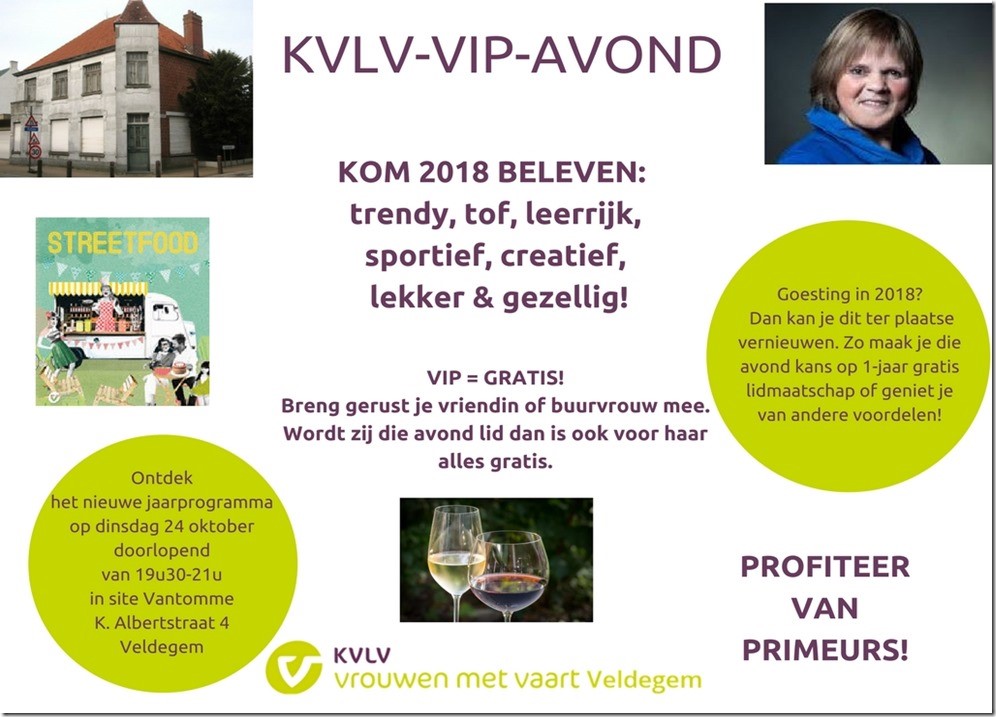 KVLV-VIP-AVOND
KOM 2018 BELEVEN:
trendy, tof, leerrijk,
sportief, creatief,
lekker & gezellig!
STREETFOOD
Goesting in 2018?
Dan kan je dit ter plaatse
vernieuwen. Zo maak je die
avond kans op 1-jaar gratis
lidmaatschap of geniet je
van andere voordelen!
VIP = GRATIS!
Breng gerust je vriendin of buurvrouw mee.
Wordt zij die avond lid dan is ook voor haar
alles gratis.
Ontdek
het nieuwe jaarprogramma
op dinsdag 24 oktober
doorlopend
van 19u30-21u
in site Vantomme
K. Albertstraat 4
Veldegem
PROFITEER
VAN
PRIMEURS!
KVLV
vrouwen met vaart Veldegem